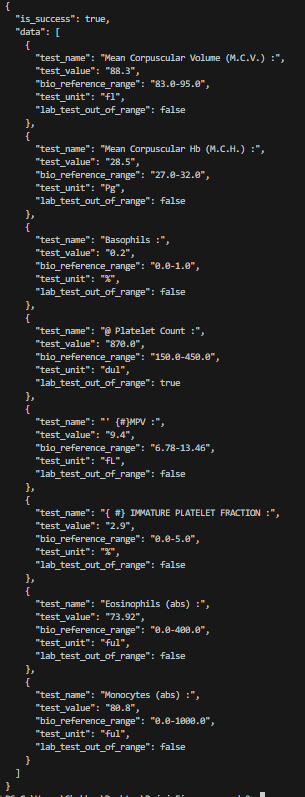 {
"is_success": true,
"data": [
{
"test_name": "Mean Corpuscular Volume (M.C.V.) :",
"test_value": "88.3",
"bio_reference_range": "83.0-95.0",
"test_unit": "fl",
"lab_test_out_of_range": false
},
{
"test_name": "Mean Corpuscular Hb (M.C.H.) :",
"test_value": "28.5",
"bio_reference_range": "27.0-32.0",
"test_unit": "Pg",
"lab_test_out_of_range": false
},
{
"test_name": "Basophils :",
"test_value": "0.2",
"bio_reference_range": "0.0-1.0",
"test_unit": "%",
"lab_test_out_of_range": false
},
{
"test_name": "@ Platelet Count :",
"test_value": "870.0",
"bio_reference_range": "150.0-450.0",
"test_unit": "dul",
"lab_test_out_of_range": true
},
{
"test_name": "' {#}MPV :",
"test_value": "9.4",
"bio_reference_range": "6.78-13.46",
"test_unit": "fL",
"lab_test_out_of_range": false
},
{
"test_name": "{ #} IMMATURE PLATELET FRACTION :",
"test_value": "2.9",
"bio_reference_range": "0.0-5.0",
"test_unit": "%",
"lab_test_out_of_range": false
},
{
"test_name": "Eosinophils (abs) :",
"test_value": "73.92",
"bio_reference_range": "0.0-400.0",
"test_unit": "ful",
"lab_test_out_of_range": false
},
{
"test_name": "Monocytes (abs) :",
"test_value": "80.8",
"bio_reference_range": "0.0-1000.0",
"test_unit": "ful",
"lab_test_out_of_range": false
}
]
}